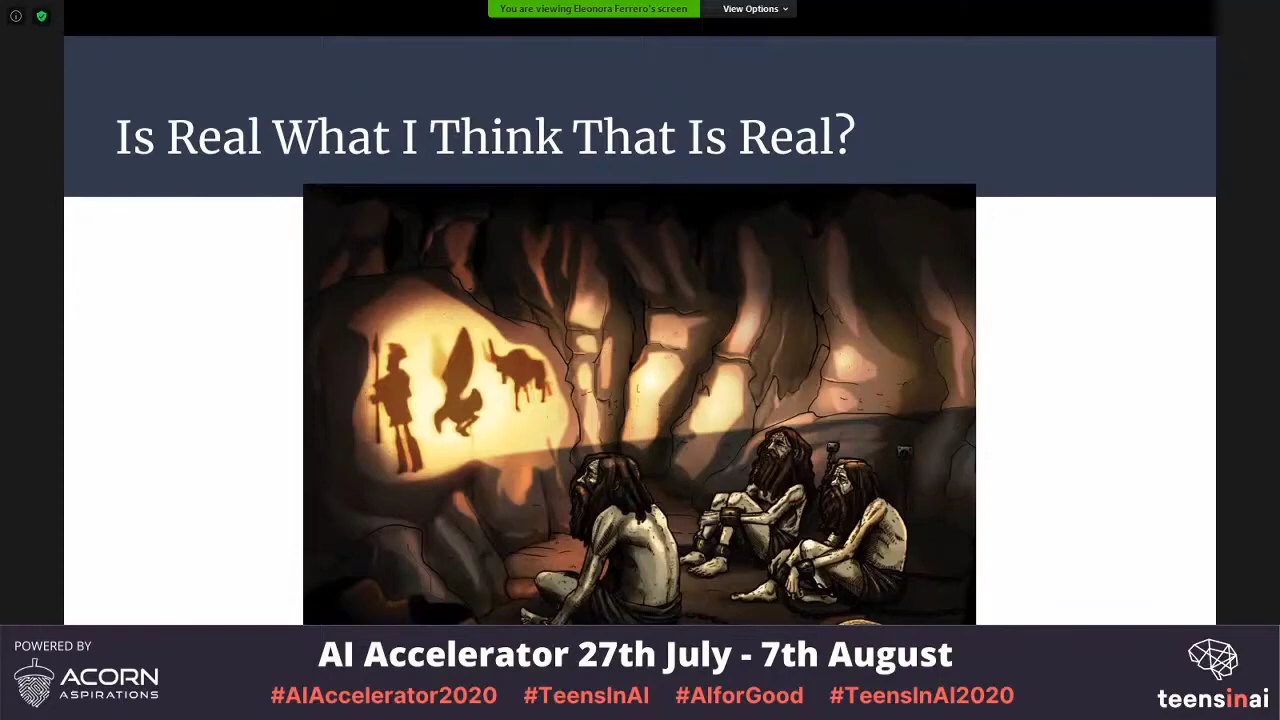 You are viewing Eleonora Ferrero's screen
View Options
Is Real What I Think That Is Real?
POWERED BY
ACORN
ASPIRATIONS
AI Accelerator 27th July - 7th August
#AIAccelerator2020 #TeensInAI #AIforGood #TeensInAI2020
teensinai